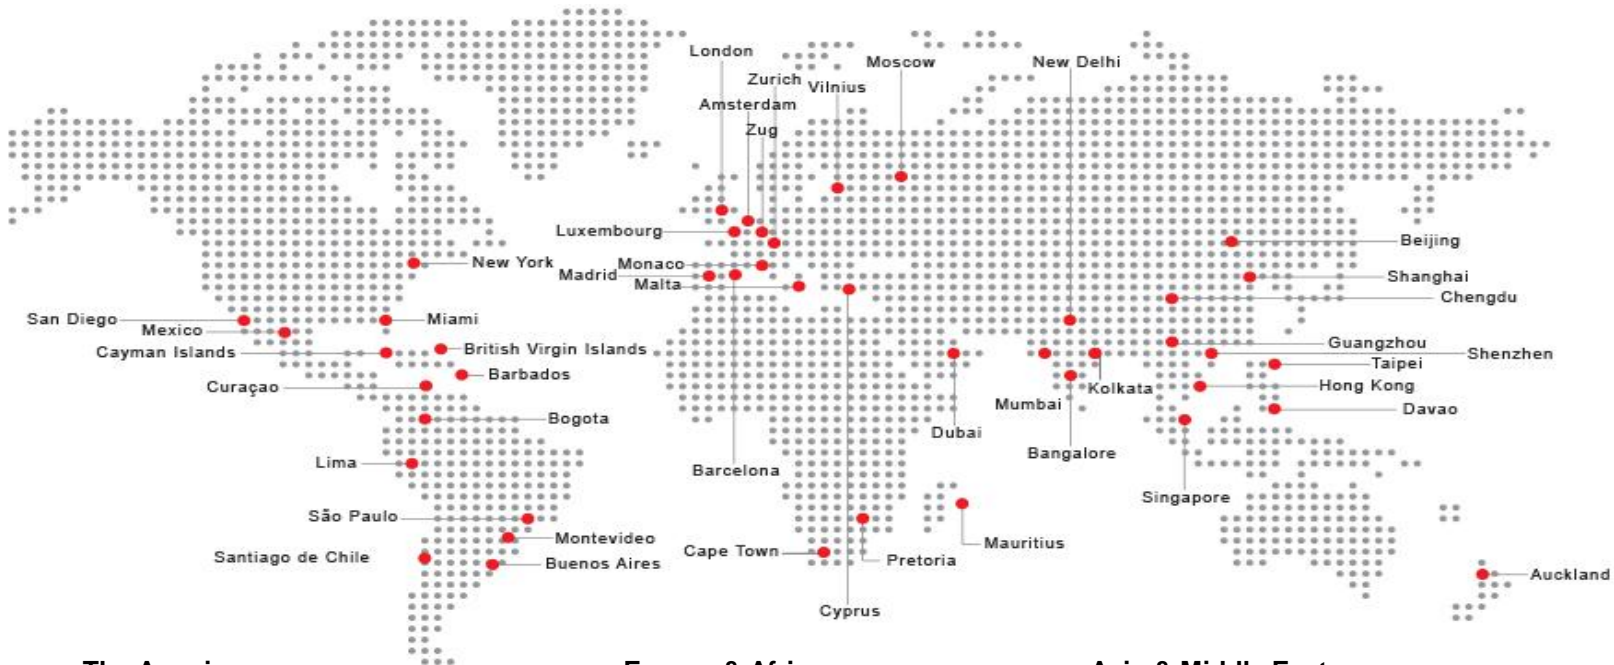 London
Moscow
New Delhi
Zurich
Vilnius
Amsterdam
Zug
Luxembourg
Beijing
New York
Monaco
Madrid
Shanghai
Malta
Chengdu
San Diego
Miami
Mexico
Guangzhou
British Virgin Islands
Cayman Islands
Shenzhen
Taipei
Barbados
Curaçao
Kolkata
Hong Kong
Mumbai
Davao
Bogota
Dubai
Bangalore
Lima
Barcelona
Singapore
São Paulo
Montevideo
Mauritius
Cape Town
Santiago de Chile
Buenos Aires
Pretoria
Auckland
Cyprus